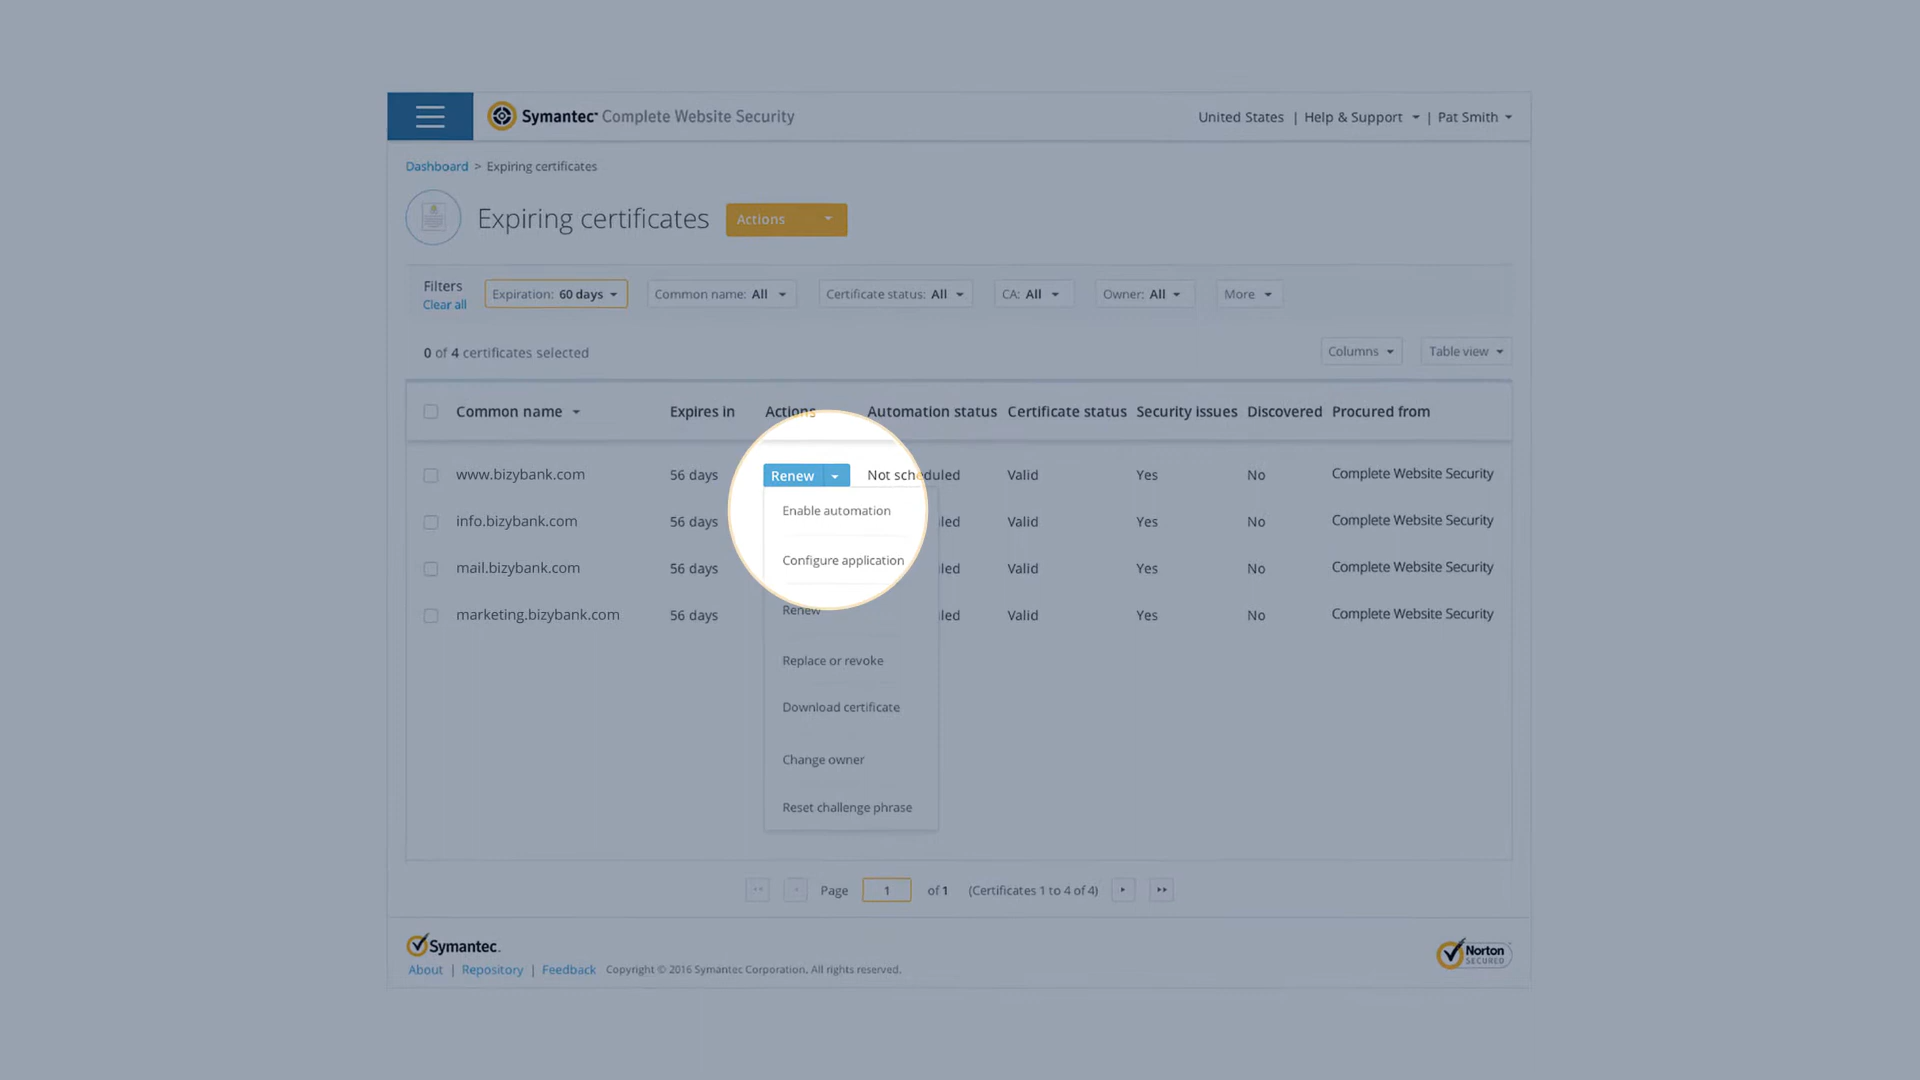 Symantec™ Complete Website Security
United States | Help & Support | Pat Smith
Dashboard > Expiring certificates
Expiring certificates
Actions
Filters
Clear all
Expiration: 60 days
Common name: All
Certificate status: All
CA: All
Owner: All
More
0 of 4 certificates selected
Columns
Table view
Common name Expires in Actions Automation status Certificate status Security issues Discovered Procured from
www.bizybank.com 56 days Renew Not scheduled Valid Yes No Complete Website Security
info.bizybank.com 56 days led Valid Yes No Complete Website Security
mail.bizybank.com 56 days led Valid Yes No Complete Website Security
marketing.bizybank.com 56 days led Valid Yes No Complete Website Security
Enable automation
Configure application
Renew
Replace or revoke
Download certificate
Change owner
Reset challenge phrase
Page 1 of 1 (Certificates 1 to 4 of 4)
Symantec.
About | Repository | Feedback Copyright © 2016 Symantec Corporation, All rights reserved.
Norton
SECURED